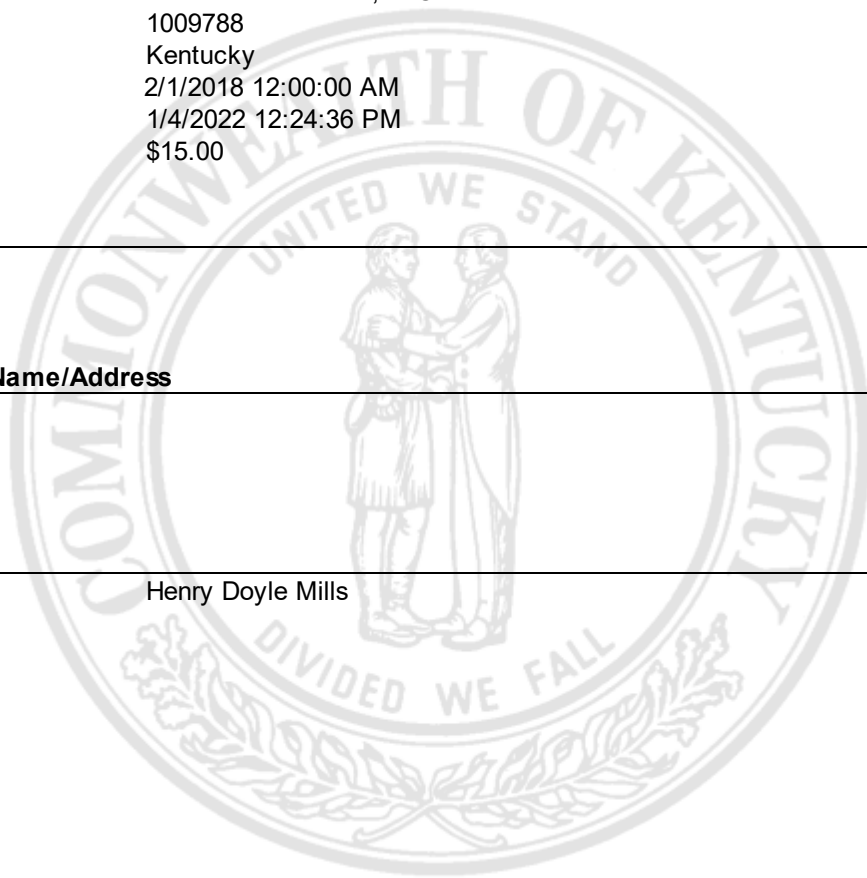 1009788
Kentucky
2/1/2018 12:00:00 AM
1/4/2022 12:24:36 PM
$15.00
COMMONWEALTH OF KENTUCKY
UNITED WE STAND
Name/Address
Henry Doyle Mills
DIVIDED WE FALL